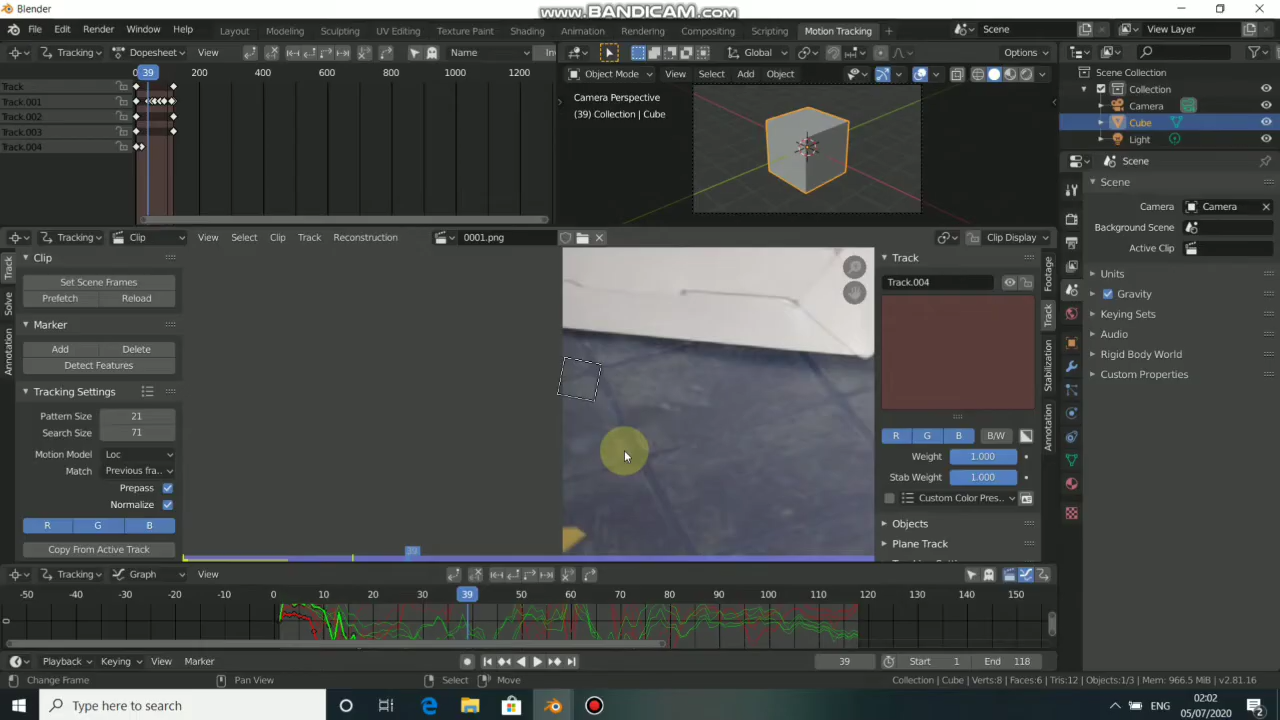 Blender
www.BANDICAM.com
File Edit Render Window Help Layout Modeling Sculpting UV Editing Texture Paint Shading Animation Rendering Compositing Scripting Motion Tracking + Scene View Layer
Tracking Dopesheet View Name In
Global Options
0 39 200 400 600 800 1000 1200
Track
Track.001
Track.002
Track.003
Track.004
Object Mode View Select Add Object
Camera Perspective
(39) Collection | Cube
Scene Collection
Collection
Camera
Cube
Light
Scene
Scene
Camera Camera
Background Scene
Active Clip
Units
Gravity
Keying Sets
Audio
Rigid Body World
Custom Properties
Tracking Clip View Select Clip Track Reconstruction 0001.png Clip Display
Track
Solve
Annotation
Clip
Set Scene Frames
Prefetch Reload
Marker
Add Delete
Detect Features
Tracking Settings
Pattern Size 21
Search Size 71
Motion Model Loc
Match Previous fra..
Prepass
Normalize
R G B
Copy From Active Track
39
Track
Track.004
R G B B/W
Weight 1.000
Stab Weight 1.000
Custom Color Pres..
Objects
Plane Track
Footage
Track
Stabilization
Annotation
Tracking Graph View
-50 -40 -30 -20 -10 0 10 20 30 39 50 60 70 80 90 100 110 120 130 140 150
0
Playback Keying View Marker 39 Start 1 End 118
Change Frame Pan View Select Move Collection | Cube | Verts:8 | Faces:6 | Tris:12 | Objects:1/3 | Mem: 966.5 MiB | v2.81.16
Type here to search ENG 02:02
05/07/2020 2